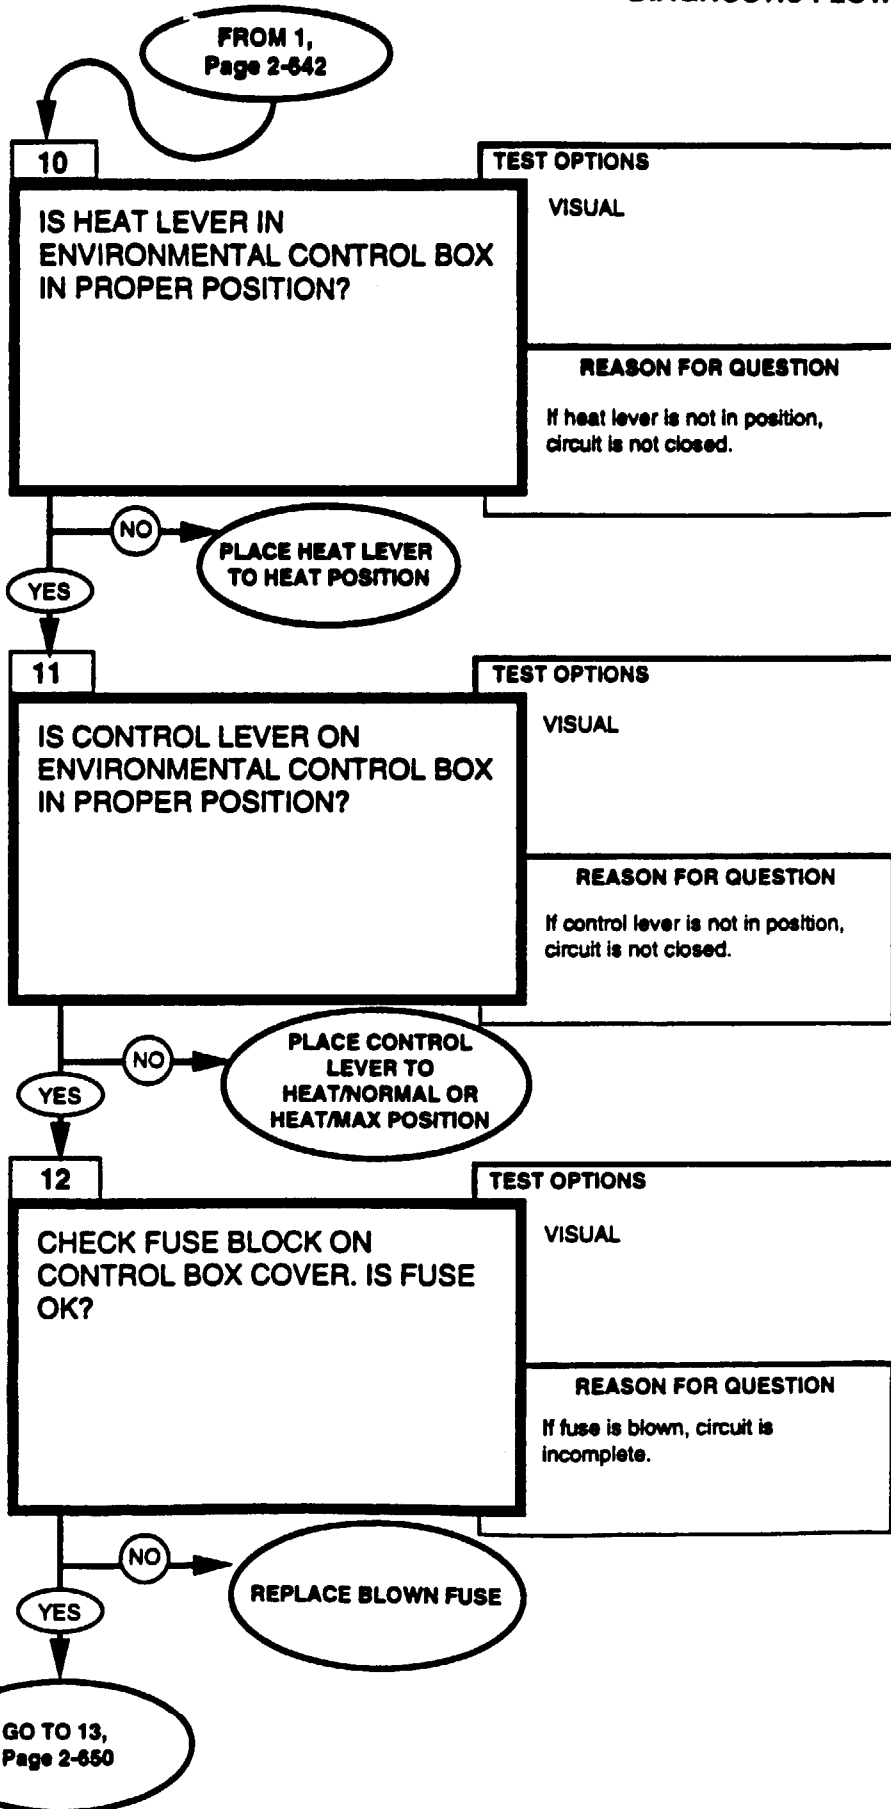 FROM 1,
Page 2-642
10
IS HEAT LEVER IN
ENVIRONMENTAL CONTROL BOX
IN PROPER POSITION?
TEST OPTIONS
VISUAL
REASON FOR QUESTION
If heat lever is not in position,
circuit is not closed.
NO
PLACE HEAT LEVER
TO HEAT POSITION
YES
11
IS CONTROL LEVER ON
ENVIRONMENTAL CONTROL BOX
IN PROPER POSITION?
TEST OPTIONS
VISUAL
REASON FOR QUESTION
If control lever is not in position,
circuit is not closed.
NO
PLACE CONTROL
LEVER TO
HEAT/NORMAL OR
HEAT/MAX POSITION
YES
12
CHECK FUSE BLOCK ON
CONTROL BOX COVER. IS FUSE
OK?
TEST OPTIONS
VISUAL
REASON FOR QUESTION
If fuse is blown, circuit is
incomplete.
NO
REPLACE BLOWN FUSE
YES
GO TO 13,
Page 2-650